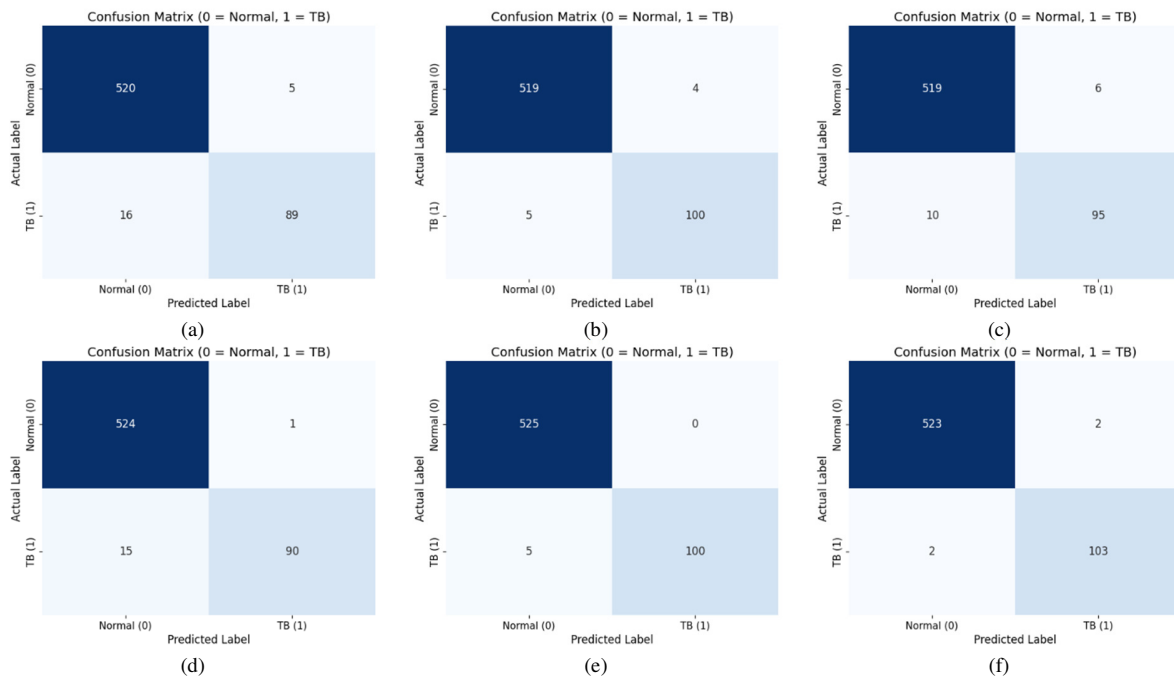 Confusion Matrix (0 = Normal, 1 = TB)
Actual Label
Normal (0)
TB (1)
520 5
16 89
Normal (0) TB (1)
Predicted Label
(a)
Confusion Matrix (0 = Normal, 1 = TB)
Actual Label
Normal (0)
TB (1)
519 4
5 100
Normal (0) TB (1)
Predicted Label
(b)
Confusion Matrix (0 = Normal, 1 = TB)
Actual Label
Normal (0)
TB (1)
519 6
10 95
Normal (0) TB (1)
Predicted Label
(c)
Confusion Matrix (0 = Normal, 1 = TB)
Actual Label
Normal (0)
TB (1)
524 1
15 90
Normal (0) TB (1)
Predicted Label
(d)
Confusion Matrix (0 = Normal, 1 = TB)
Actual Label
Normal (0)
TB (1)
525 0
5 100
Normal (0) TB (1)
Predicted Label
(e)
Confusion Matrix (0 = Normal, 1 = TB)
Actual Label
Normal (0)
TB (1)
523 2
2 103
Normal (0) TB (1)
Predicted Label
(f)